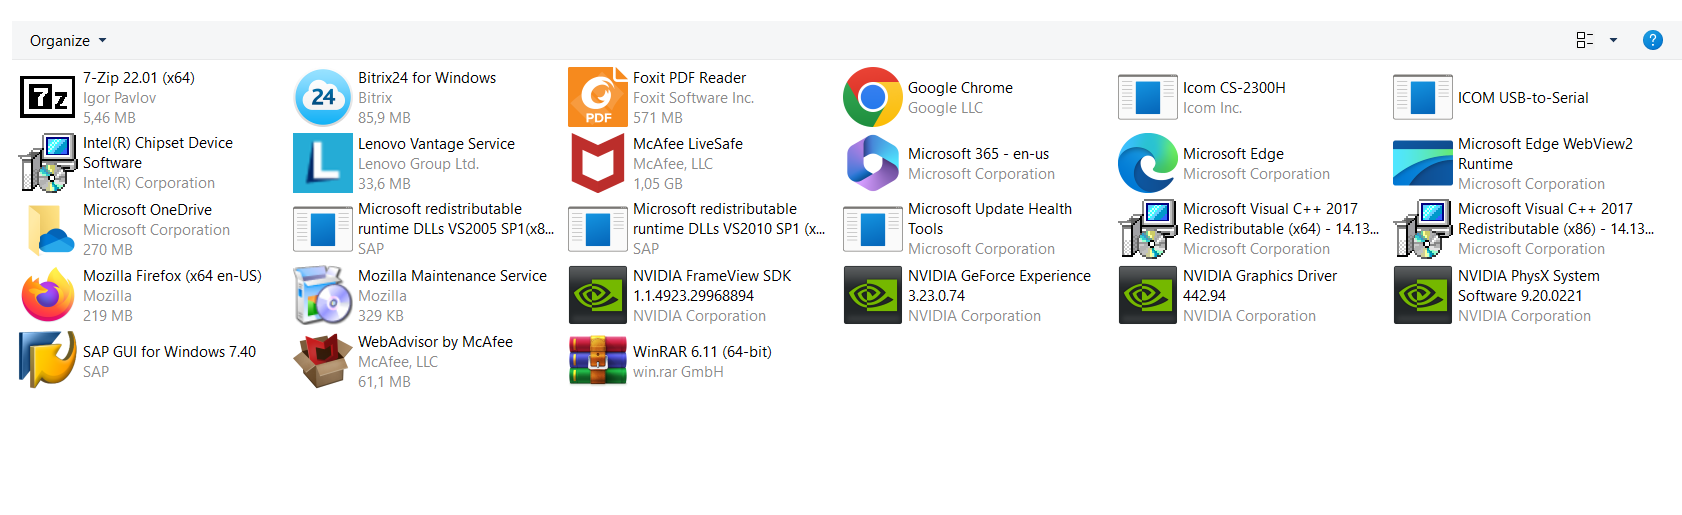 Organize
7-Zip 22.01 (x64)
Igor Pavlov
5,46 MB
24
Bitrix24 for Windows
Bitrix
85,9 MB
PDF
Foxit PDF Reader
Foxit Software Inc.
571 MB
Google Chrome
Google LLC
Icom CS-2300H
Icom Inc.
ICOM USB-to-Serial
Intel(R) Chipset Device
Software
Intel(R) Corporation
L
Lenovo Vantage Service
Lenovo Group Ltd.
33,6 MB
McAfee LiveSafe
McAfee, LLC
1,05 GB
Microsoft 365 - en-us
Microsoft Corporation
Microsoft Edge
Microsoft Corporation
Microsoft Edge WebView2
Runtime
Microsoft Corporation
Microsoft OneDrive
Microsoft Corporation
270 MB
Microsoft redistributable
runtime DLLs VS2005 SP1(x8...
SAP
Microsoft redistributable
runtime DLLs VS2010 SP1 (x...
SAP
Microsoft Update Health
Tools
Microsoft Corporation
Microsoft Visual C++ 2017
Redistributable (x64) - 14.13...
Microsoft Corporation
Microsoft Visual C++ 2017
Redistributable (x86) - 14.13...
Microsoft Corporation
Mozilla Firefox (x64 en-US)
Mozilla
219 MB
Mozilla Maintenance Service
Mozilla
329 KB
NVIDIA FrameView SDK
1.1.4923.29968894
NVIDIA Corporation
NVIDIA GeForce Experience
3.23.0.74
NVIDIA Corporation
NVIDIA Graphics Driver
442.94
NVIDIA Corporation
NVIDIA PhysX System
Software 9.20.0221
NVIDIA Corporation
SAP GUI for Windows 7.40
SAP
WebAdvisor by McAfee
McAfee, LLC
61,1 MB
WinRAR 6.11 (64-bit)
win.rar GmbH